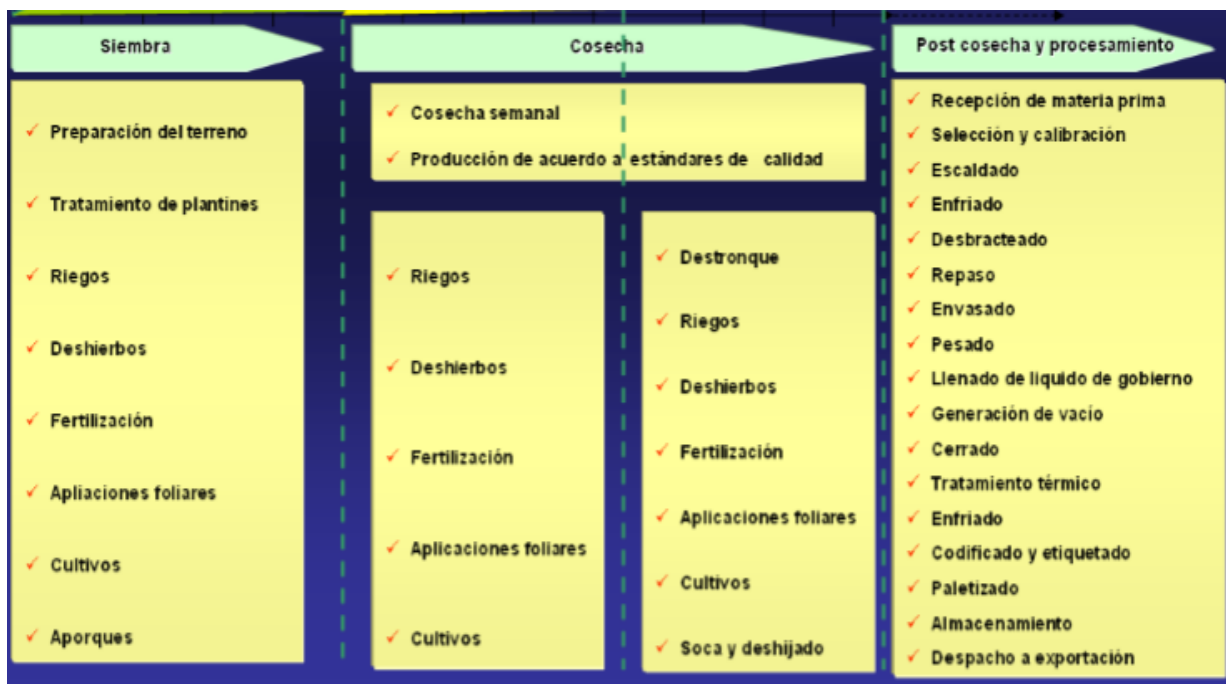 Siembra
Preparación del terreno
Tratamiento de plantines
Riegos
Deshierbos
Fertilización
Apliaciones foliares
Cultivos
Aporques
Cosecha
Cosecha semanal
Producción de acuerdo a estándares de calidad
Riegos
Deshierbos
Fertilización
Aplicaciones foliares
Cultivos
Destronque
Riegos
Deshierbos
Fertilización
Aplicaciones foliares
Cultivos
Soca y deshijado
Post cosecha y procesamiento
Recepción de materia prima
Selección y calibración
Escaldado
Enfriado
Desbracteado
Repaso
Envasado
Pesado
Llenado de liquido de gobierno
Generación de vacío
Cerrado
Tratamiento térmico
Enfriado
Codificado y etiquetado
Paletizado
Almacenamiento
Despacho a exportación